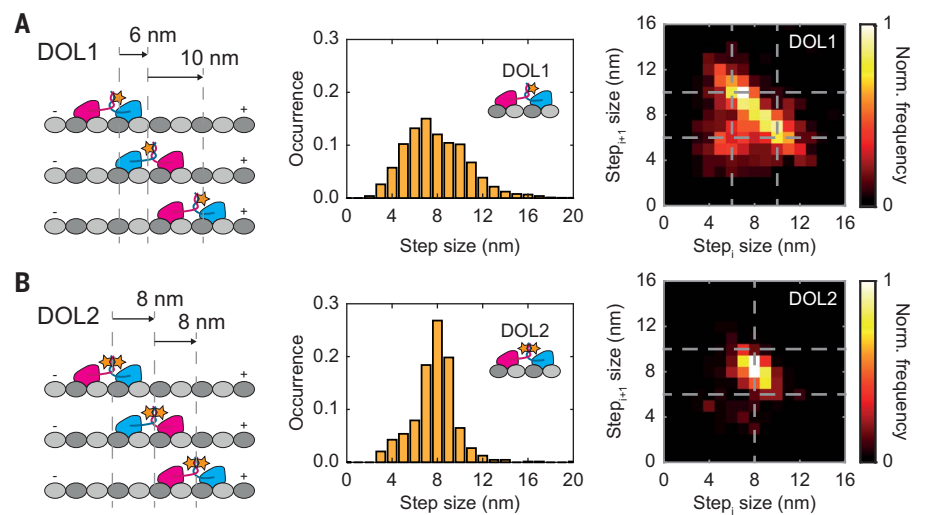 A
DOL1
6 nm
10 nm
- +
- +
- +
0.3
0.2
0.1
0.0
Occurrence
DOL1
0 4 8 12 16 20
Step size (nm)
16
12
8
4
0
Stepi+1 size (nm)
DOL1
0 4 8 12 16
Stepi size (nm)
1
0
Norm. frequency
B
DOL2
8 nm
8 nm
- +
- +
- +
0.3
0.2
0.1
0.0
Occurrence
DOL2
0 4 8 12 16 20
Step size (nm)
16
12
8
4
0
Stepi+1 size (nm)
DOL2
0 4 8 12 16
Stepi size (nm)
1
0
Norm. frequency